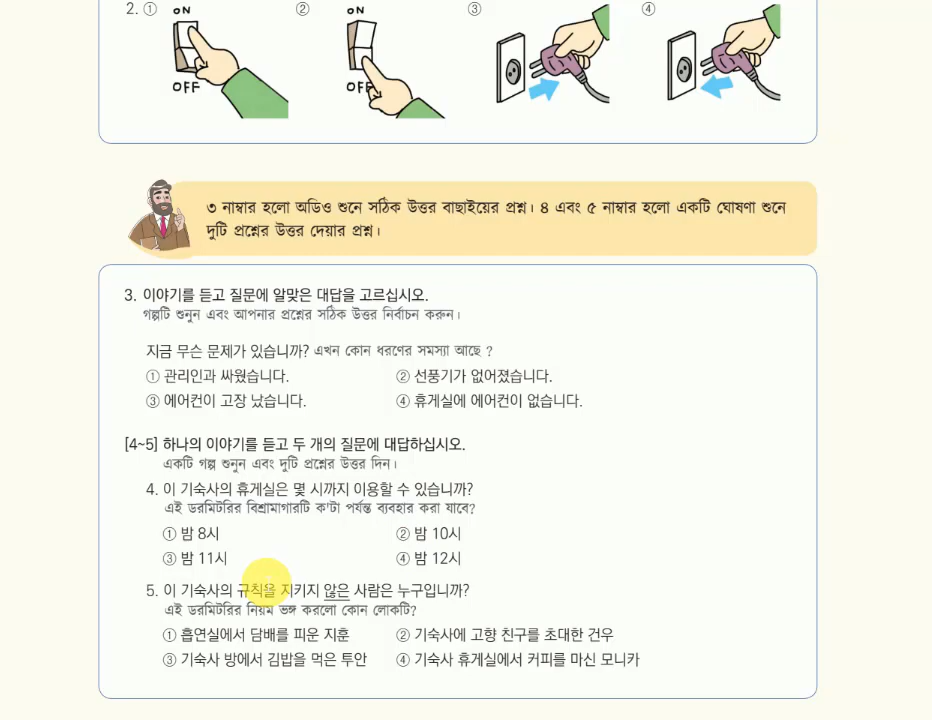 2. ① ② ③ ④
ON ON
OFF OFF
৩ নাম্বার হলো অডিও শুনে সঠিক উত্তর বাছাইয়ের প্রশ্ন। ৪ এবং ৫ নাম্বার হলো একটি ঘোষণা শুনে
দুটি প্রশ্নের উত্তর দেয়ার প্রশ্ন।
3. 이야기를 듣고 질문에 알맞은 대답을 고르십시오.
গল্পটি শুনুন এবং আপনার প্রশ্নের সঠিক উত্তর নির্বাচন করুন।
지금 무슨 문제가 있습니까? এখন কোন ধরণের সমস্যা আছে ?
① 관리인과 싸웠습니다. ② 선풍기가 없어졌습니다.
③ 에어컨이 고장 났습니다. ④ 휴게실에 에어컨이 없습니다.
[4~5] 하나의 이야기를 듣고 두 개의 질문에 대답하십시오.
একটি গল্প শুনুন এবং দুটি প্রশ্নের উত্তর দিন।
4. 이 기숙사의 휴게실은 몇 시까지 이용할 수 있습니까?
এই ডরমিটরির বিশ্রামাগারটি ক'টা পর্যন্ত ব্যবহার করা যাবে?
① 밤 8시 ② 밤 10시
③ 밤 11시 ④ 밤 12시
5. 이 기숙사의 규칙을 지키지 않은 사람은 누구입니까?
এই ডরমিটরির নিয়ম ভঙ্গ করলো কোন লোকটি?
① 흡연실에서 담배를 피운 지훈 ② 기숙사에 고향 친구를 초대한 건우
③ 기숙사 방에서 김밥을 먹은 투안 ④ 기숙사 휴게실에서 커피를 마신 모니카